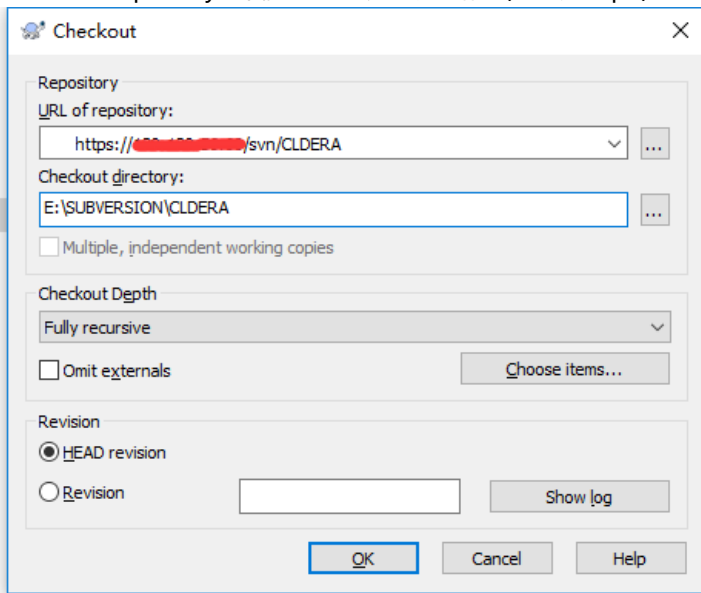 Checkout
Repository
URL of repository:
https:// /svn/CLDERA
...
Checkout directory:
E:\SUBVERSION\CLDERA
...
Multiple, independent working copies
Checkout Depth
Fully recursive
Omit externals
Choose items...
Revision
HEAD revision
Revision
Show log
OK Cancel Help